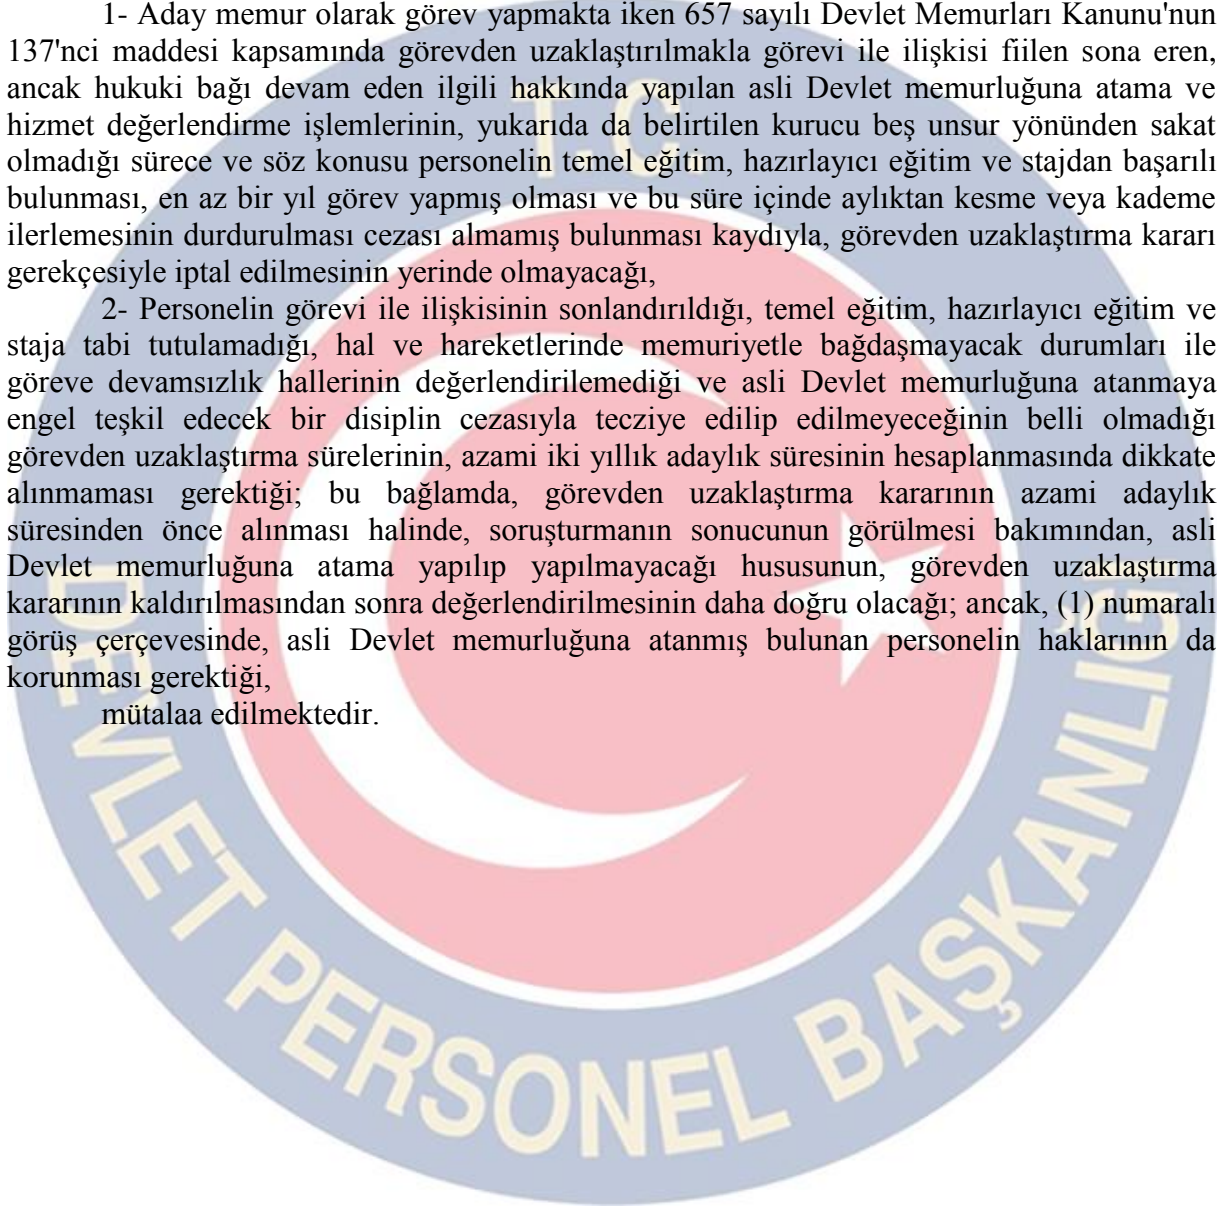 1- Aday memur olarak görev yapmakta iken 657 sayılı Devlet Memurları Kanunu'nun
137'nci maddesi kapsamında görevden uzaklaştırılmakla görevi ile ilişkisi fiilen sona eren,
ancak hukuki bağı devam eden ilgili hakkında yapılan asli Devlet memurluğuna atama ve
hizmet değerlendirme işlemlerinin, yukarıda da belirtilen kurucu beş unsur yönünden sakat
olmadığı sürece ve söz konusu personelin temel eğitim, hazırlayıcı eğitim ve stajdan başarılı
bulunması, en az bir yıl görev yapmış olması ve bu süre içinde aylıktan kesme veya kademe
ilerlemesinin durdurulması cezası almamış bulunması kaydıyla, görevden uzaklaştırma kararı
gerekçesiyle iptal edilmesinin yerinde olmayacağı,
2- Personelin görevi ile ilişkisinin sonlandırıldığı, temel eğitim, hazırlayıcı eğitim ve
staja tabi tutulamadığı, hal ve hareketlerinde memuriyetle bağdaşmayacak durumları ile
göreve devamsızlık hallerinin değerlendirilemediği ve asli Devlet memurluğuna atanmaya
engel teşkil edecek bir disiplin cezasıyla tecziye edilip edilmeyeceğinin belli olmadığı
görevden uzaklaştırma sürelerinin, azami iki yıllık adaylık süresinin hesaplanmasında dikkate
alınmaması gerektiği; bu bağlamda, görevden uzaklaştırma kararının azami adaylık
süresinden önce alınması halinde, soruşturmanın sonucunun görülmesi bakımından, asli
Devlet memurluğuna atama yapılıp yapılmayacağı hususunun, görevden uzaklaştırma
kararının kaldırılmasından sonra değerlendirilmesinin daha doğru olacağı; ancak, (1) numaralı
görüş çerçevesinde, asli Devlet memurluğuna atanmış bulunan personelin haklarının da
korunması gerektiği,
mütalaa edilmektedir.
T.C.
DEVLET PERSONEL BAŞKANLIĞI